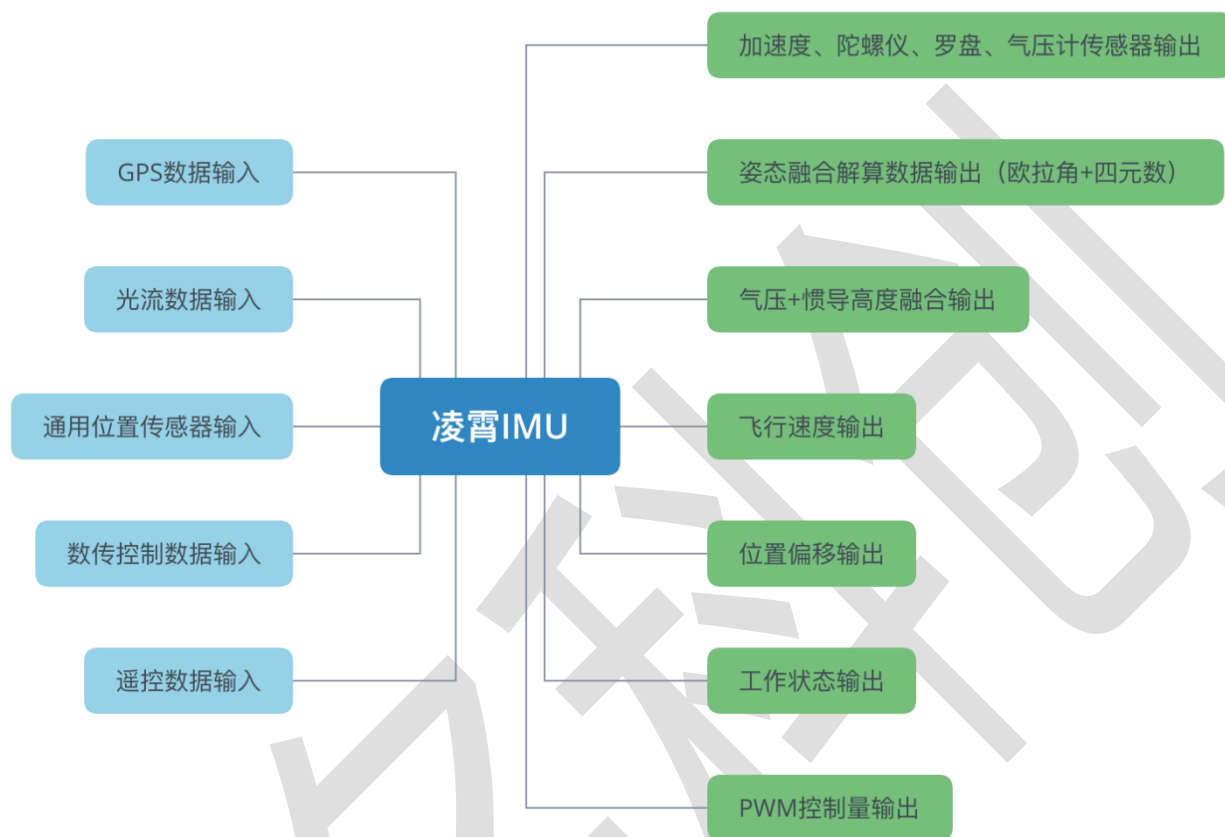 加速度、陀螺仪、罗盘、气压计传感器输出
GPS数据输入
姿态融合解算数据输出（欧拉角+四元数）
光流数据输入
气压+惯导高度融合输出
通用位置传感器输入
凌霄IMU
飞行速度输出
数传控制数据输入
位置偏移输出
遥控数据输入
工作状态输出
PWM控制量输出
科创